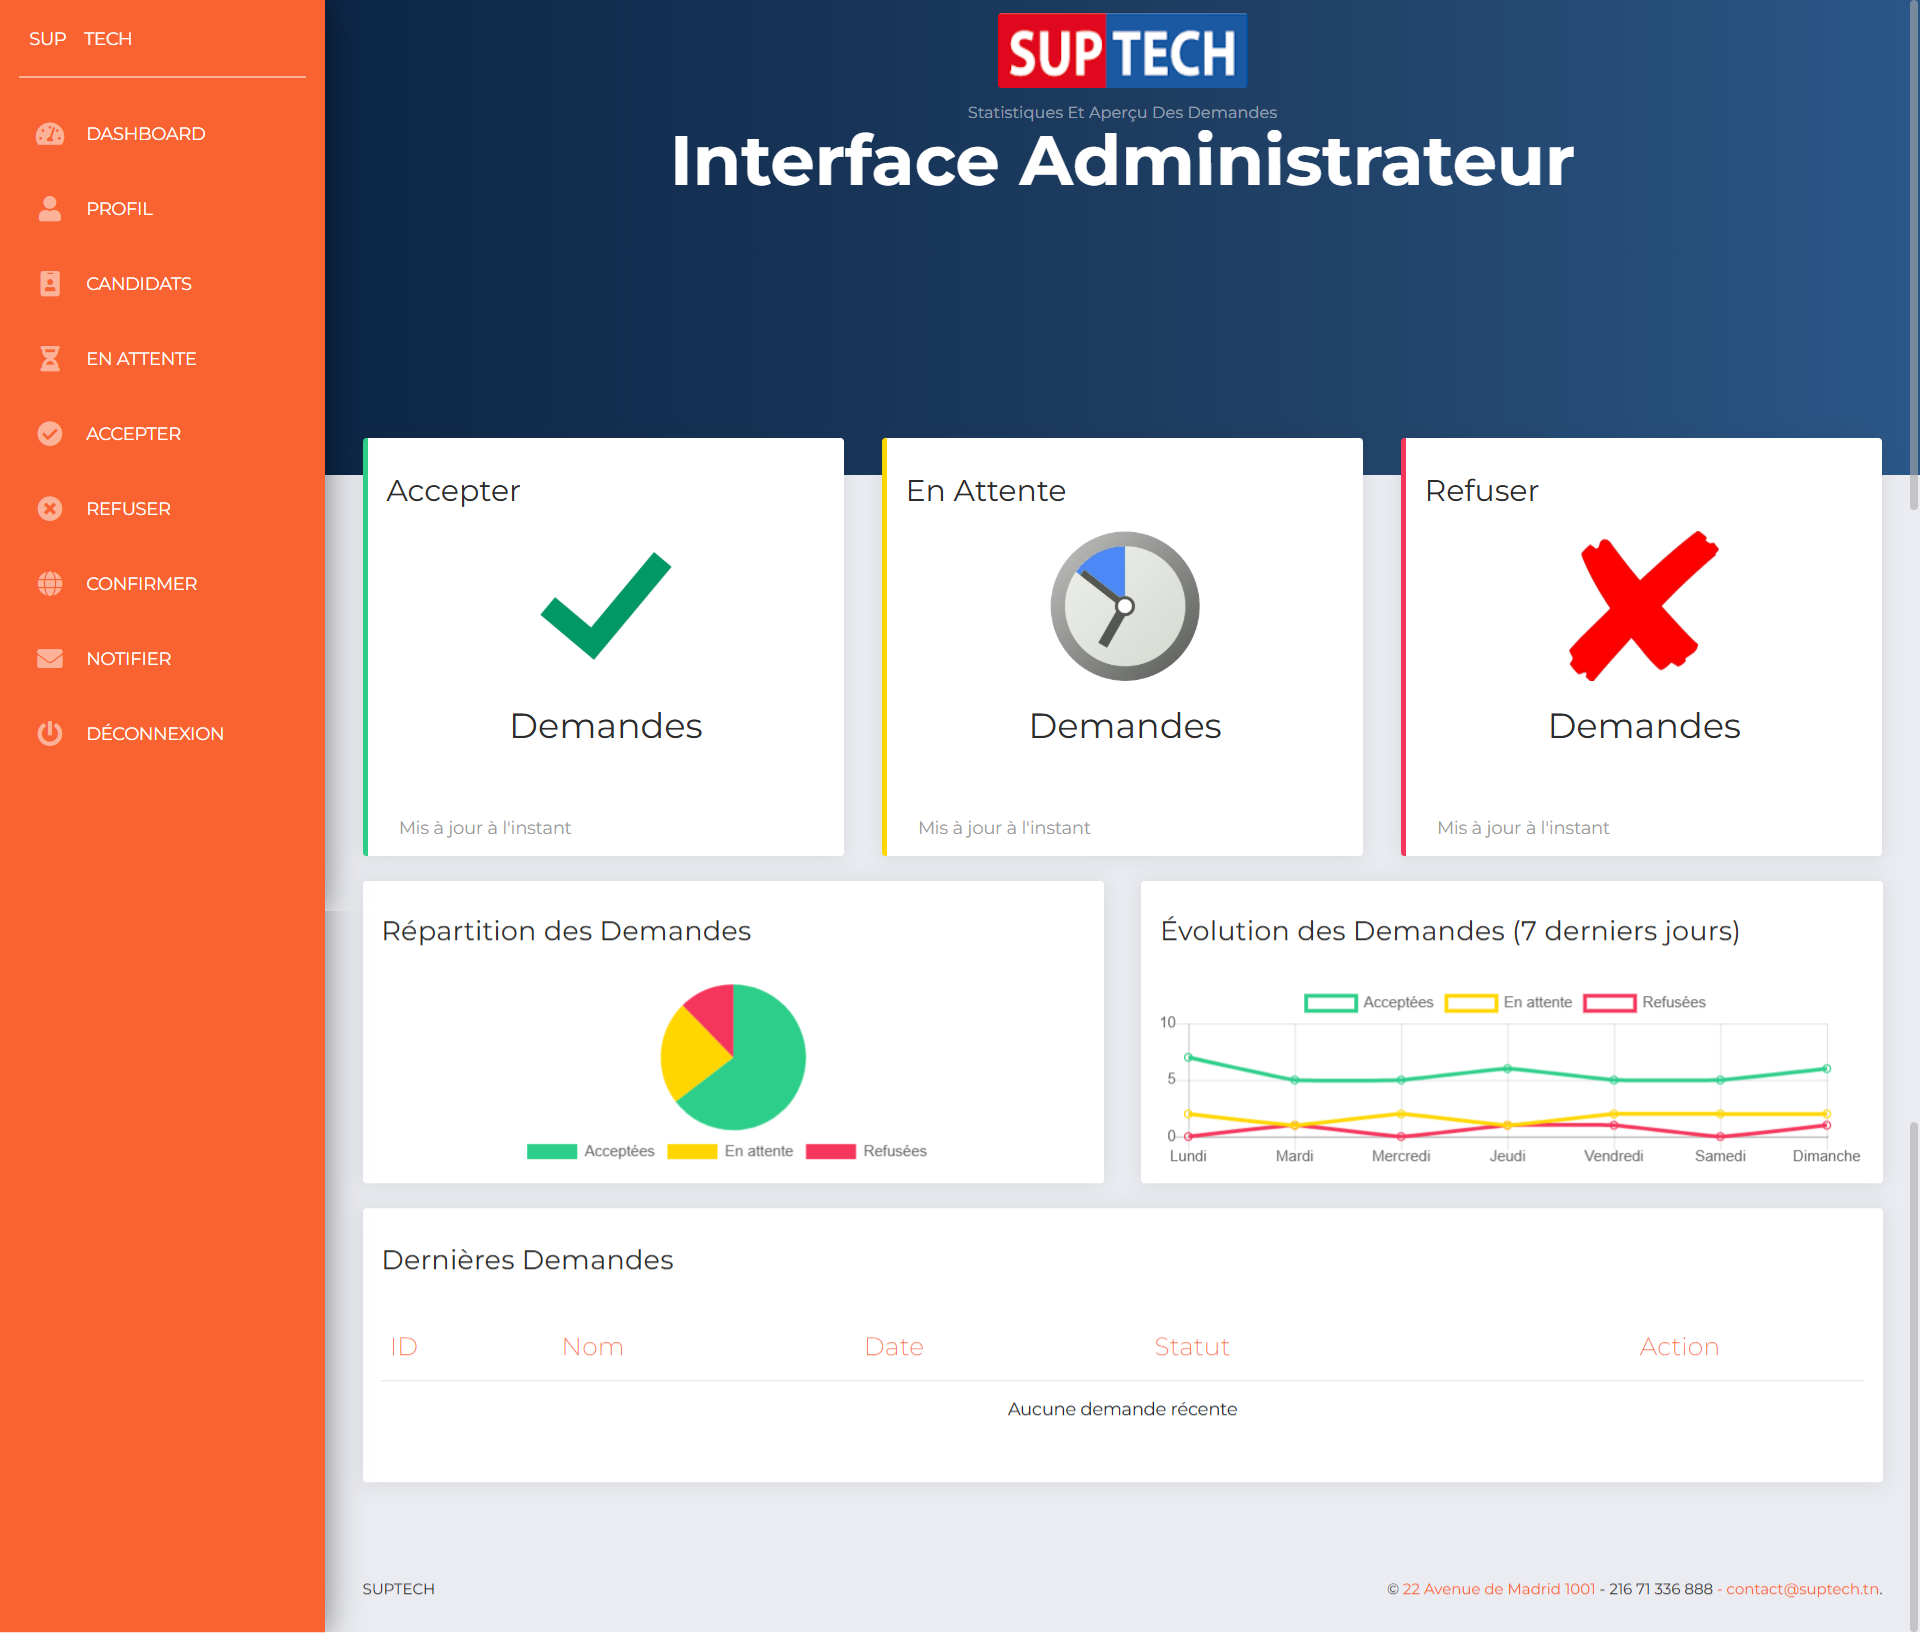 SUP TECH
DASHBOARD
PROFIL
CANDIDATS
EN ATTENTE
ACCEPTER
REFUSER
CONFIRMER
NOTIFIER
DÉCONNEXION
SUPTECH
Statistiques Et Aperçu Des Demandes
Interface Administrateur
Accepter
Demandes
Mis à jour à l'instant
En Attente
Demandes
Mis à jour à l'instant
Refuser
Demandes
Mis à jour à l'instant
Répartition des Demandes
Acceptées En attente Refusées
Évolution des Demandes (7 derniers jours)
Acceptées En attente Refusées
10
5
0
Lundi Mardi Mercredi Jeudi Vendredi Samedi Dimanche
Dernières Demandes
ID Nom Date Statut Action
Aucune demande récente
SUPTECH
© 22 Avenue de Madrid 1001 - 216 71 336 888 - contact@suptech.tn.